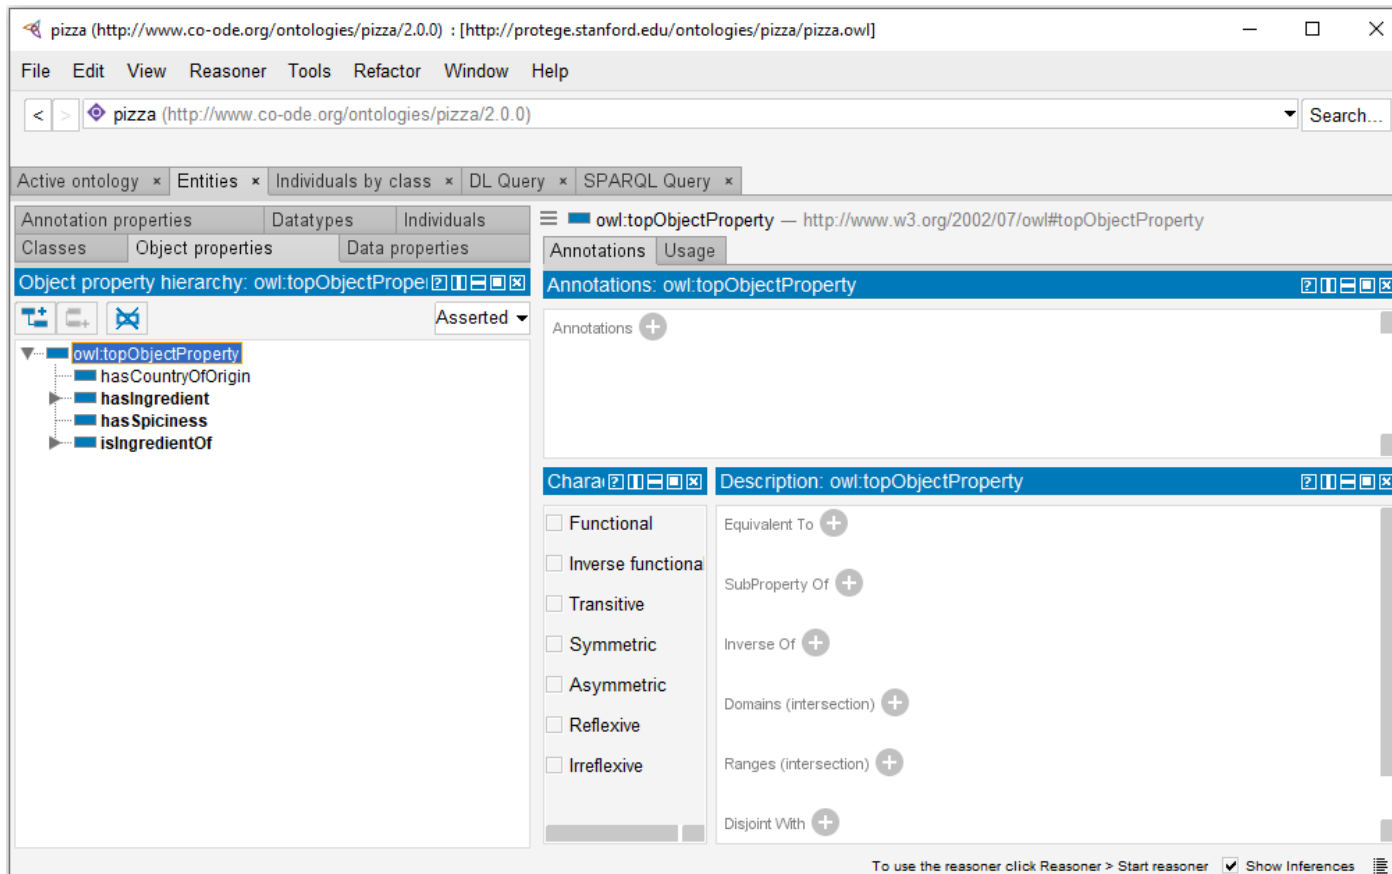 pizza (http://www.co-ode.org/ontologies/pizza/2.0.0) : [http://protege.stanford.edu/ontologies/pizza/pizza.owl]
File Edit View Reasoner Tools Refactor Window Help
< > pizza (http://www.co-ode.org/ontologies/pizza/2.0.0) Search...
Active ontology × Entities × Individuals by class × DL Query × SPARQL Query ×
Annotation properties Datatypes Individuals
Classes Object properties Data properties
Object property hierarchy: owl:topObjectProper
Asserted
owl:topObjectProperty
hasCountryOfOrigin
hasIngredient
hasSpiciness
isIngredientOf
owl:topObjectProperty — http://www.w3.org/2002/07/owl#topObjectProperty
Annotations Usage
Annotations: owl:topObjectProperty
Annotations
Chara
Functional
Inverse functiona
Transitive
Symmetric
Asymmetric
Reflexive
Irreflexive
Description: owl:topObjectProperty
Equivalent To
SubProperty Of
Inverse Of
Domains (intersection)
Ranges (intersection)
Disjoint With
To use the reasoner click Reasoner > Start reasoner Show Inferences